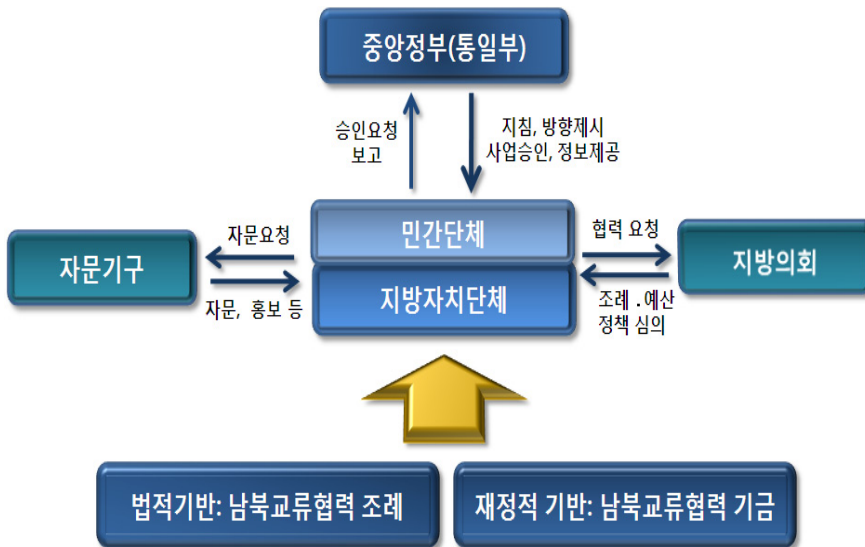 중앙정부(통일부)
승인요청
보고
지침, 방향제시
사업승인, 정보제공
민간단체
지방자치단체
자문요청
자문기구
자문, 홍보 등
협력 요청
지방의회
조례 . 예산
정책 심의
법적기반: 남북교류협력 조례
재정적 기반: 남북교류협력 기금